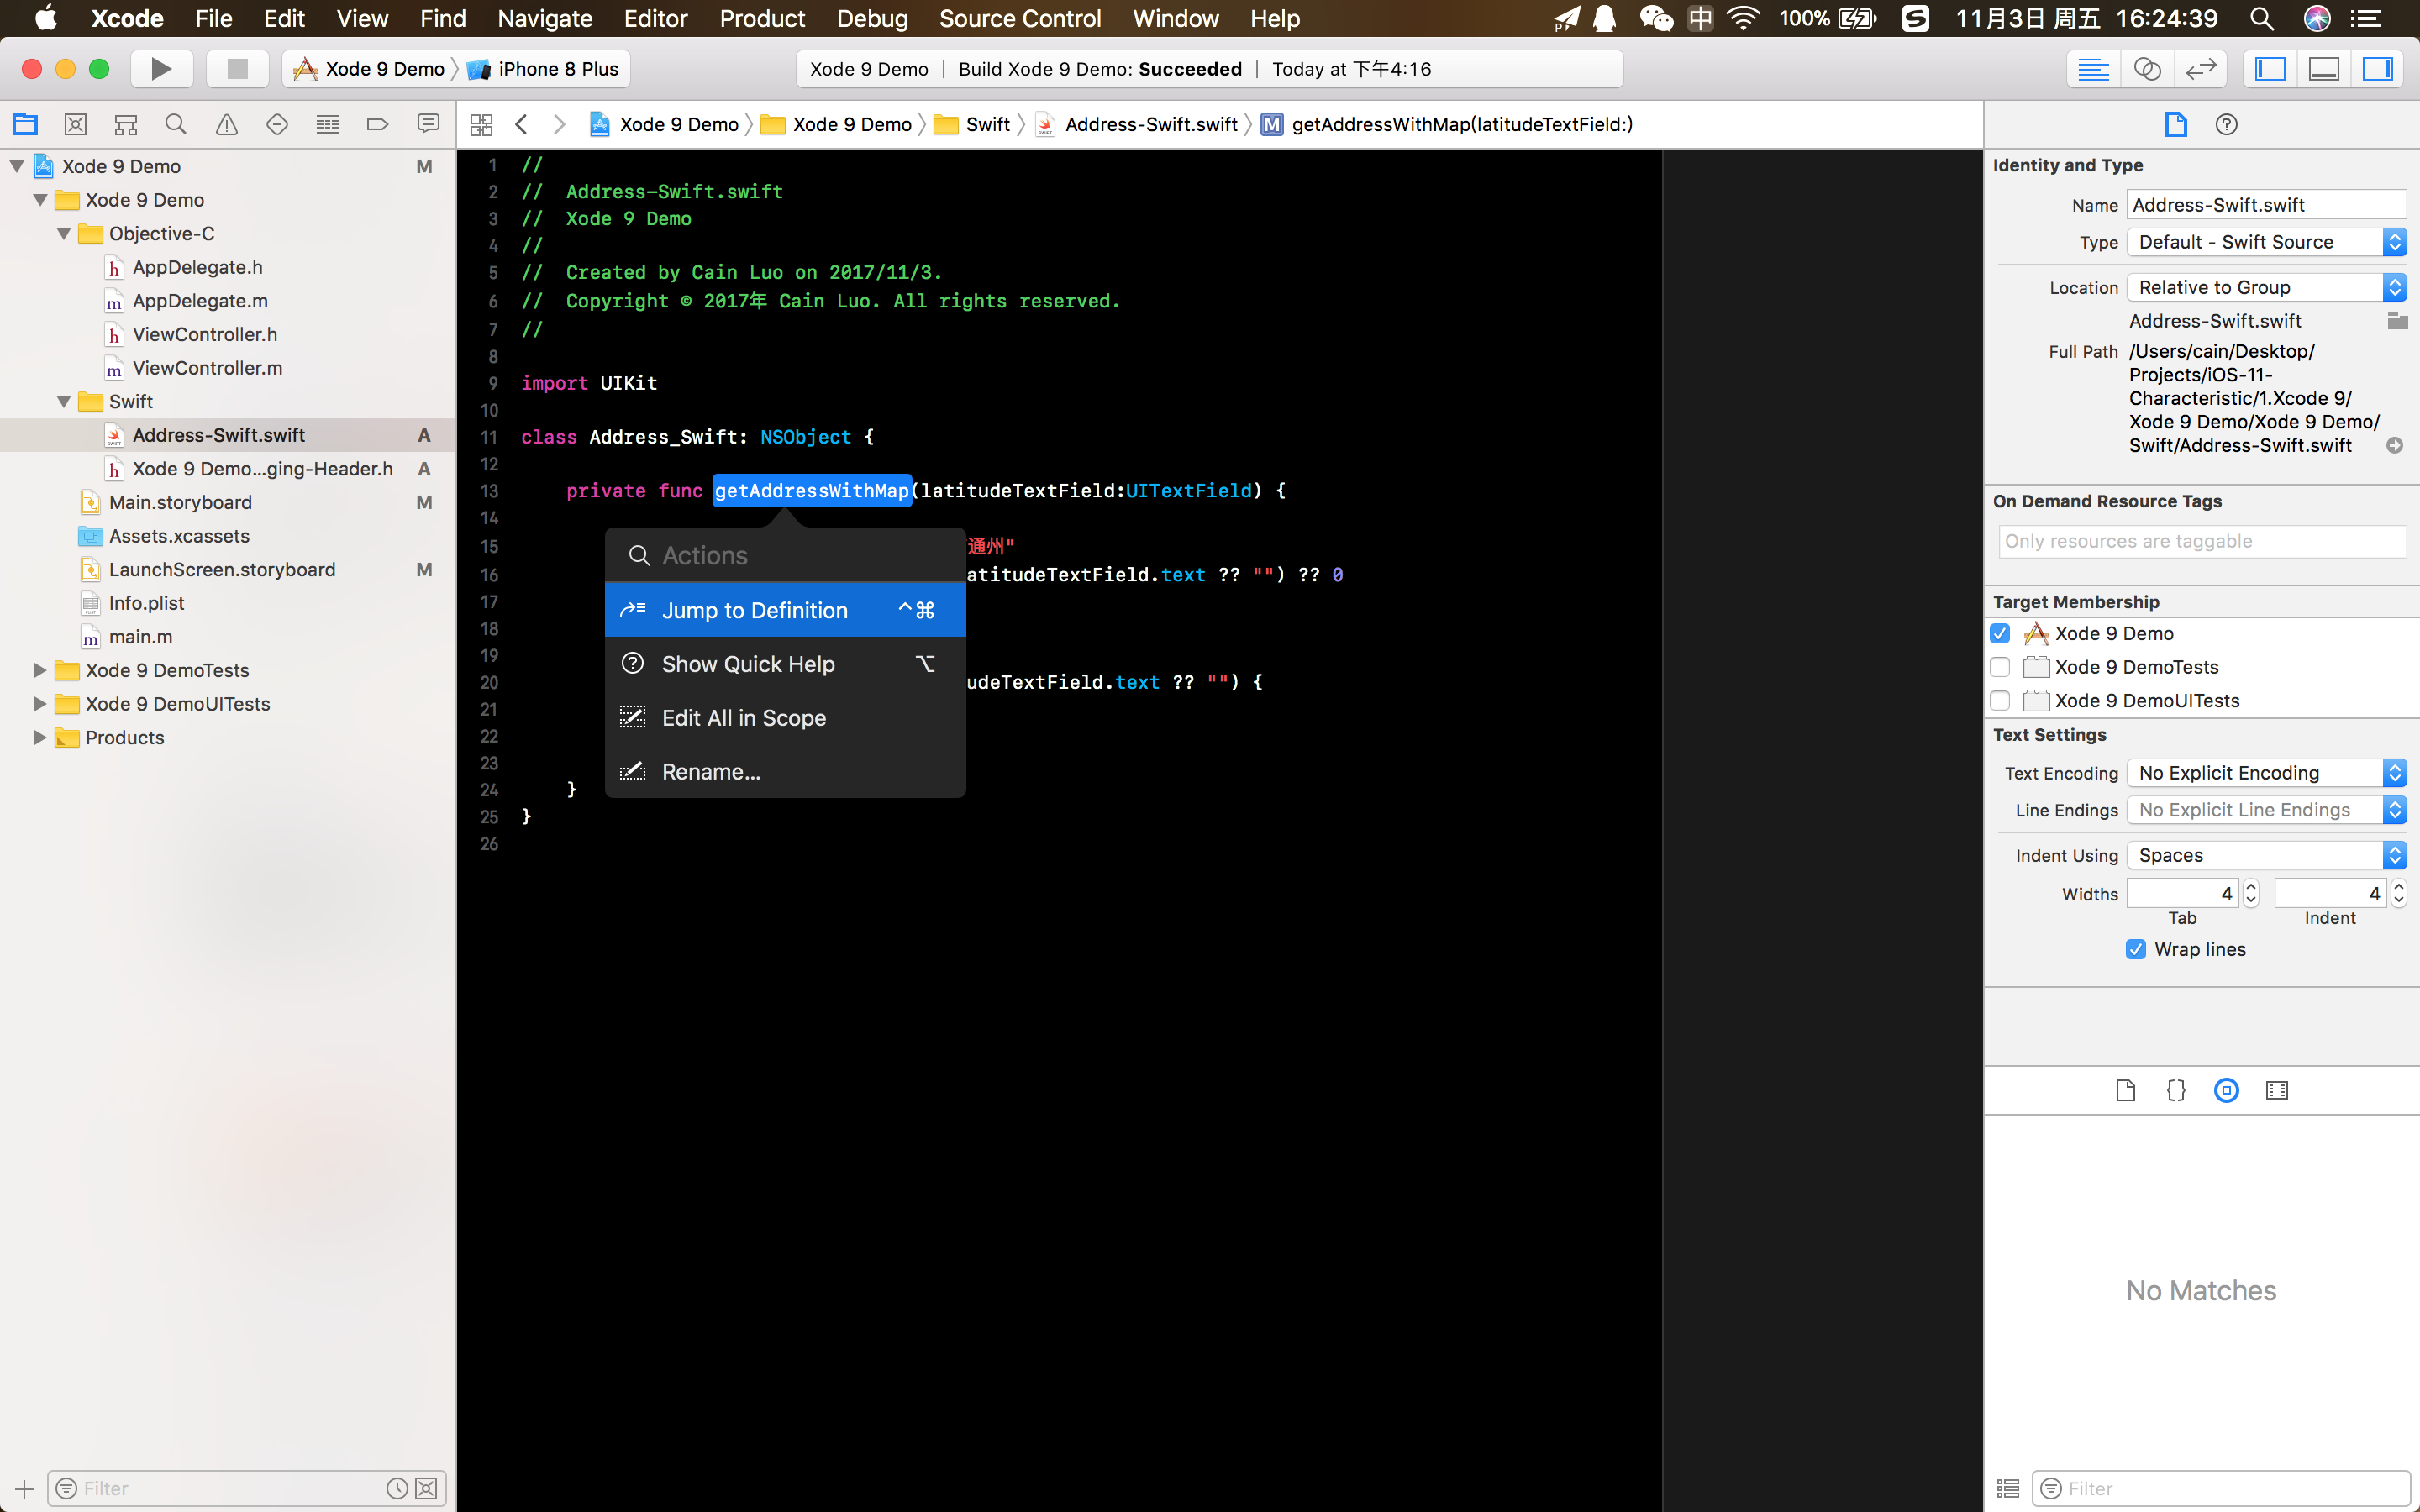 Xcode File Edit View Find Navigate Editor Product Debug Source Control Window Help 中 100% 11月3日 周五 16:24:39
Xode 9 Demo iPhone 8 Plus Xode 9 Demo | Build Xode 9 Demo: Succeeded | Today at 下午4:16
Xode 9 Demo Xode 9 Demo Swift Address-Swift.swift M getAddressWithMap(latitudeTextField:)
Xode 9 Demo M
Xode 9 Demo
Objective-C
h AppDelegate.h
m AppDelegate.m
h ViewController.h
m ViewController.m
Swift
Address-Swift.swift A
h Xode 9 Demo...ging-Header.h A
Main.storyboard M
Assets.xcassets
LaunchScreen.storyboard M
Info.plist
m main.m
Xode 9 DemoTests
Xode 9 DemoUITests
Products
Filter
1 //
2 // Address-Swift.swift
3 // Xode 9 Demo
4 //
5 // Created by Cain Luo on 2017/11/3.
6 // Copyright © 2017年 Cain Luo. All rights reserved.
7 //
8
9 import UIKit
10
11 class Address_Swift: NSObject {
12
13 private func getAddressWithMap(latitudeTextField:UITextField) {
14
15 通州"
16 atitudeTextField.text ?? "") ?? 0
17
18
19
20 udeTextField.text ?? "") {
21
22
23
24 }
25 }
26
Actions
Jump to Definition ^⌘
Show Quick Help ⌥
Edit All in Scope
Rename...
Identity and Type
Name Address-Swift.swift
Type Default - Swift Source
Location Relative to Group
Address-Swift.swift
Full Path /Users/cain/Desktop/
Projects/iOS-11-
Characteristic/1.Xcode 9/
Xode 9 Demo/Xode 9 Demo/
Swift/Address-Swift.swift
On Demand Resource Tags
Only resources are taggable
Target Membership
Xode 9 Demo
Xode 9 DemoTests
Xode 9 DemoUITests
Text Settings
Text Encoding No Explicit Encoding
Line Endings No Explicit Line Endings
Indent Using Spaces
Widths 4 4
Tab Indent
Wrap lines
{}
No Matches
Filter